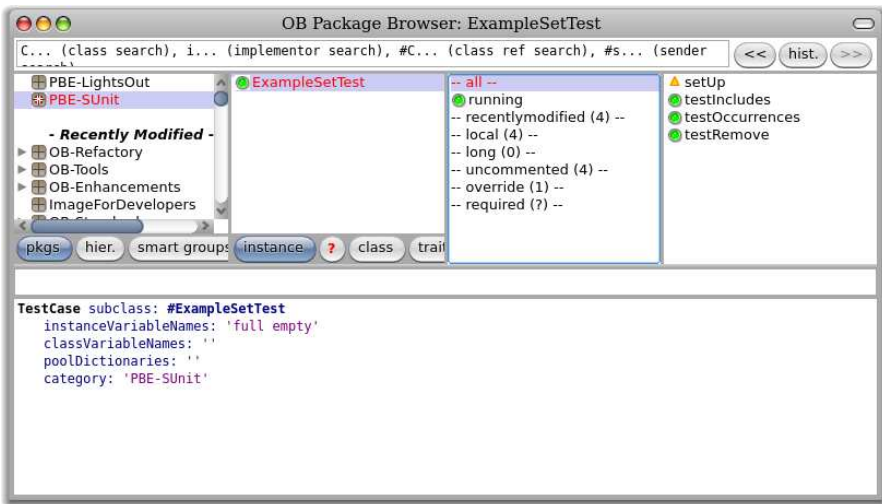 OB Package Browser: ExampleSetTest
C... (class search), i... (implementor search), #C... (class ref search), #s... (sender
<< hist. >>
PBE-LightsOut
PBE-SUnit
- Recently Modified -
OB-Refactory
OB-Tools
OB-Enhancements
ImageForDevelopers
ExampleSetTest
-- all --
running
-- recentlymodified (4) --
-- local (4) --
-- long (0) --
-- uncommented (4) --
-- override (1) --
-- required (?) --
setUp
testIncludes
testOccurrences
testRemove
pkgs hier. smart groups instance ? class trait
TestCase subclass: #ExampleSetTest
instanceVariableNames: 'full empty'
classVariableNames: ''
poolDictionaries: ''
category: 'PBE-SUnit'